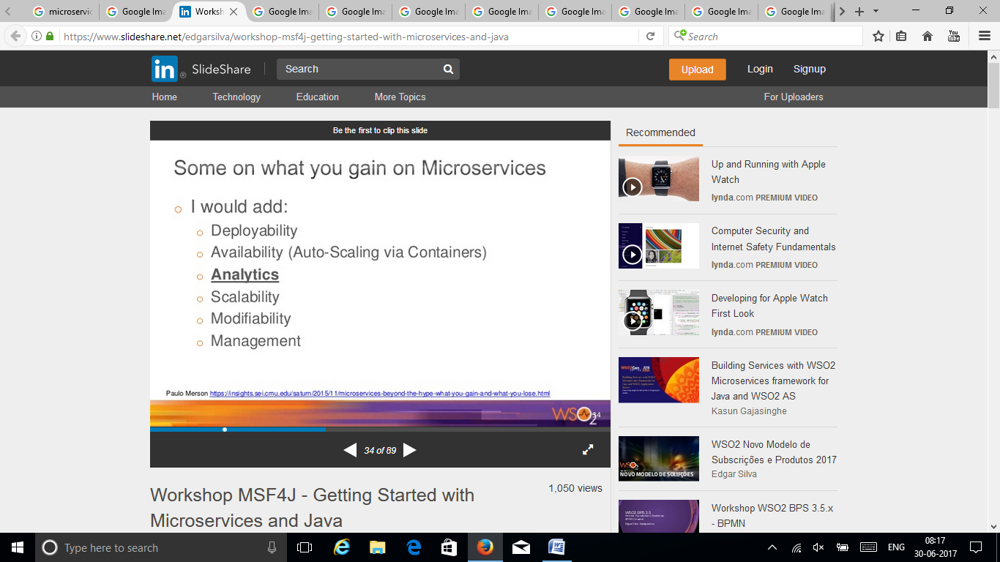 microservic
Google Ima
Worksh
Google Ima
Google Ima
Google Ima
Google Ima
Google Ima
Google Ima
Google Ima
Google Ima
https://www.slideshare.net/edgarsilva/workshop-msf4j-getting-started-with-microservices-and-java
Search
You Tube
in ® SlideShare
Search
Upload
Login
Signup
Home
Technology
Education
More Topics
For Uploaders
Be the first to clip this slide
Some on what you gain on Microservices
I would add:
Deployability
Availability (Auto-Scaling via Containers)
Analytics
Scalability
Modifiability
Management
Paulo Merson https://insights.sei.cmu.edu/saturn/2015/11/microservices-beyond-the-hype-what-you-gain-and-what-you-lose.html
WSO2 34
34 of 89
Workshop MSF4J - Getting Started with
Microservices and Java
1,050 views
Recommended
Up and Running with Apple
Watch
lynda.com PREMIUM VIDEO
Computer Security and
Internet Safety Fundamentals
lynda.com PREMIUM VIDEO
Developing for Apple Watch
First Look
lynda.com PREMIUM VIDEO
Building Services with WSO2
Microservices framework for
Java and WSO2 AS
Kasun Gajasinghe
NOVO MODELO DE SOLUÇÕES
WSO2 Novo Modelo de
Subscrições e Produtos 2017
Edgar Silva
WSO2 BPS 3.5
Workshop WSO2 BPS 3.5.x
- BPMN
Type here to search
ENG
08:17
30-06-2017